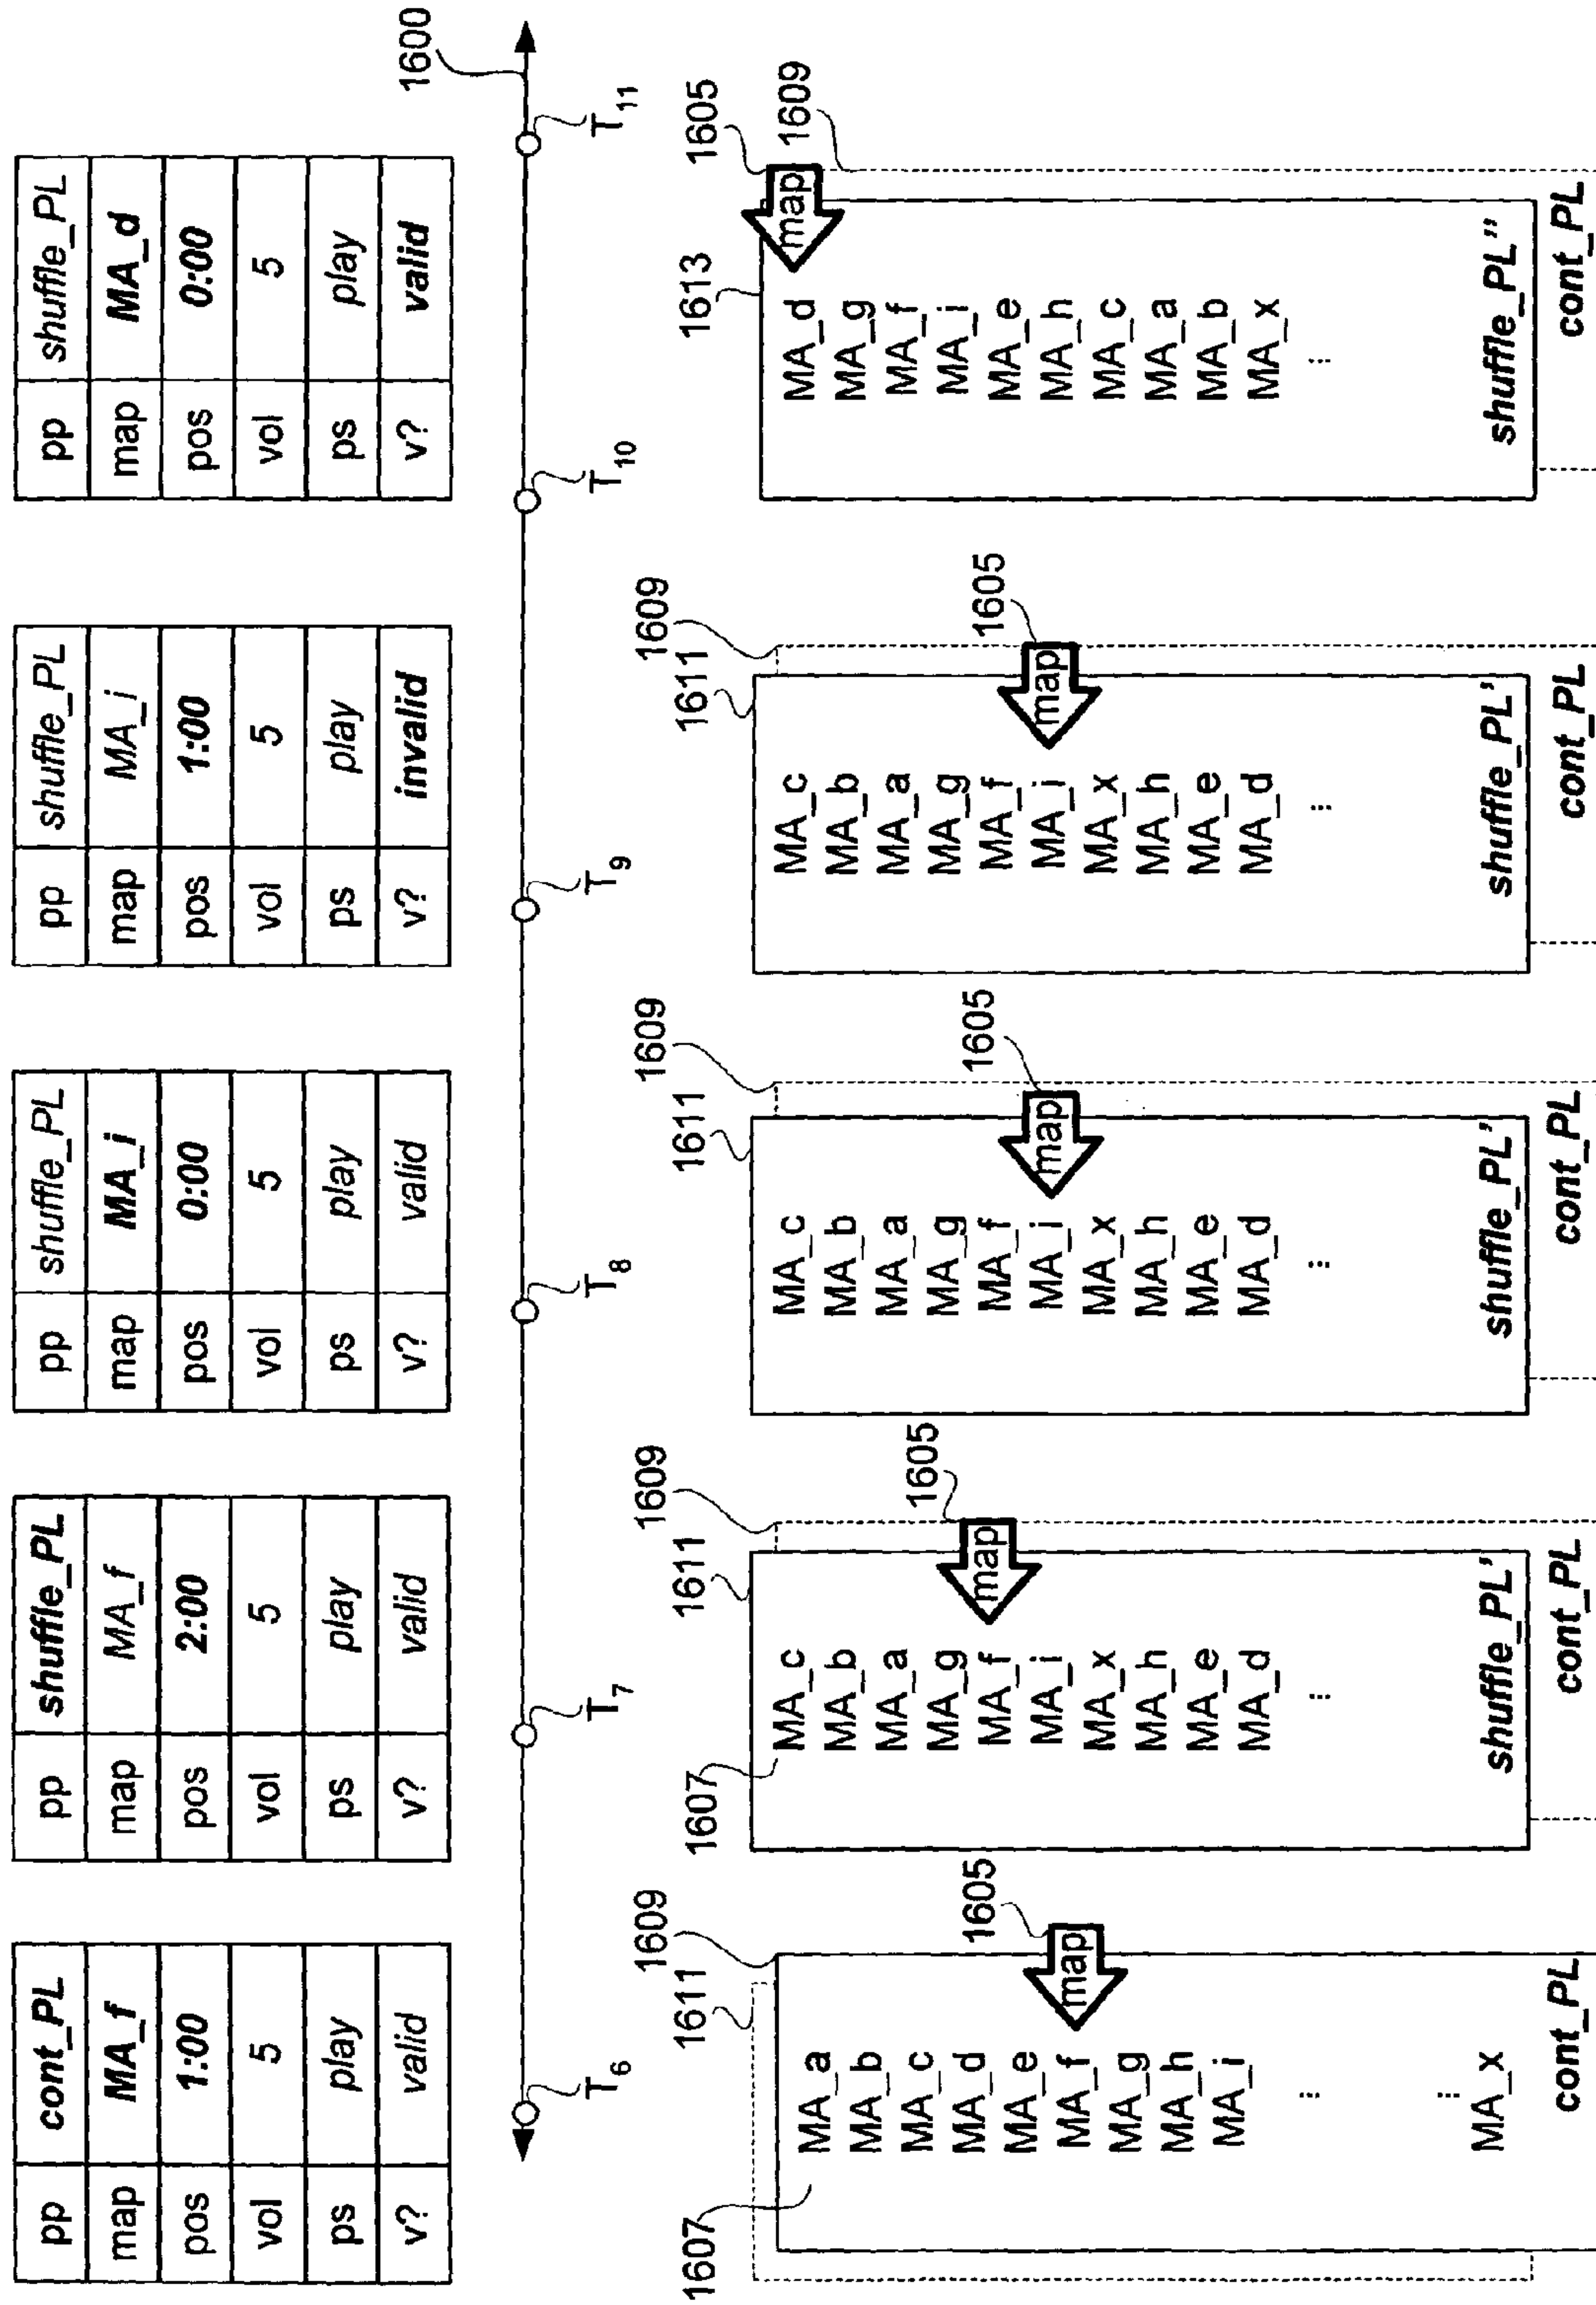 pp cont_PL
map MA_f
pos 1:00
vol 5
ps play
v? valid
pp shuffle_PL
map MA_f
pos 2:00
vol 5
ps play
v? valid
pp shuffle_PL
map MA_i
pos 0:00
vol 5
ps play
v? valid
pp shuffle_PL
map MA_i
pos 1:00
vol 5
ps play
v? invalid
pp shuffle_PL
map MA_d
pos 0:00
vol 5
ps play
v? valid
1600
T6
T7
T8
T9
T10
T11
1611
1609
1607
1605
map
MA_a
MA_b
MA_c
MA_d
MA_e
MA_f
MA_g
MA_h
MA_i
...
...
MA_x
cont_PL
1609
1611
1607
1605
map
MA_c
MA_b
MA_a
MA_g
MA_f
MA_i
MA_x
MA_h
MA_e
MA_d
...
shuffle_PL'
cont_PL
1609
1611
1605
map
MA_c
MA_b
MA_a
MA_g
MA_f
MA_i
MA_x
MA_h
MA_e
MA_d
...
shuffle_PL'
cont_PL
1609
1611
1605
map
MA_c
MA_b
MA_a
MA_g
MA_f
MA_i
MA_x
MA_h
MA_e
MA_d
...
shuffle_PL'
cont_PL
1613
1605
1609
map
MA_d
MA_g
MA_f
MA_i
MA_e
MA_h
MA_c
MA_a
MA_b
MA_x
...
shuffle_PL''
cont_PL